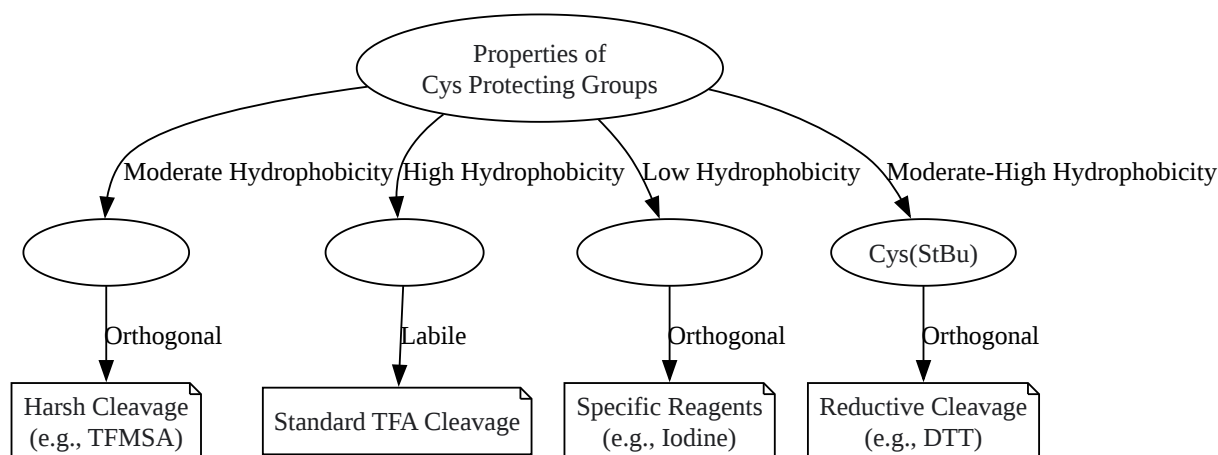 Properties of
Cys Protecting Groups
Moderate Hydrophobicity
High Hydrophobicity
Low Hydrophobicity
Moderate-High Hydrophobicity
Cys(StBu)
Orthogonal
Labile
Orthogonal
Orthogonal
Harsh Cleavage
(e.g., TFMSA)
Standard TFA Cleavage
Specific Reagents
(e.g., Iodine)
Reductive Cleavage
(e.g., DTT)